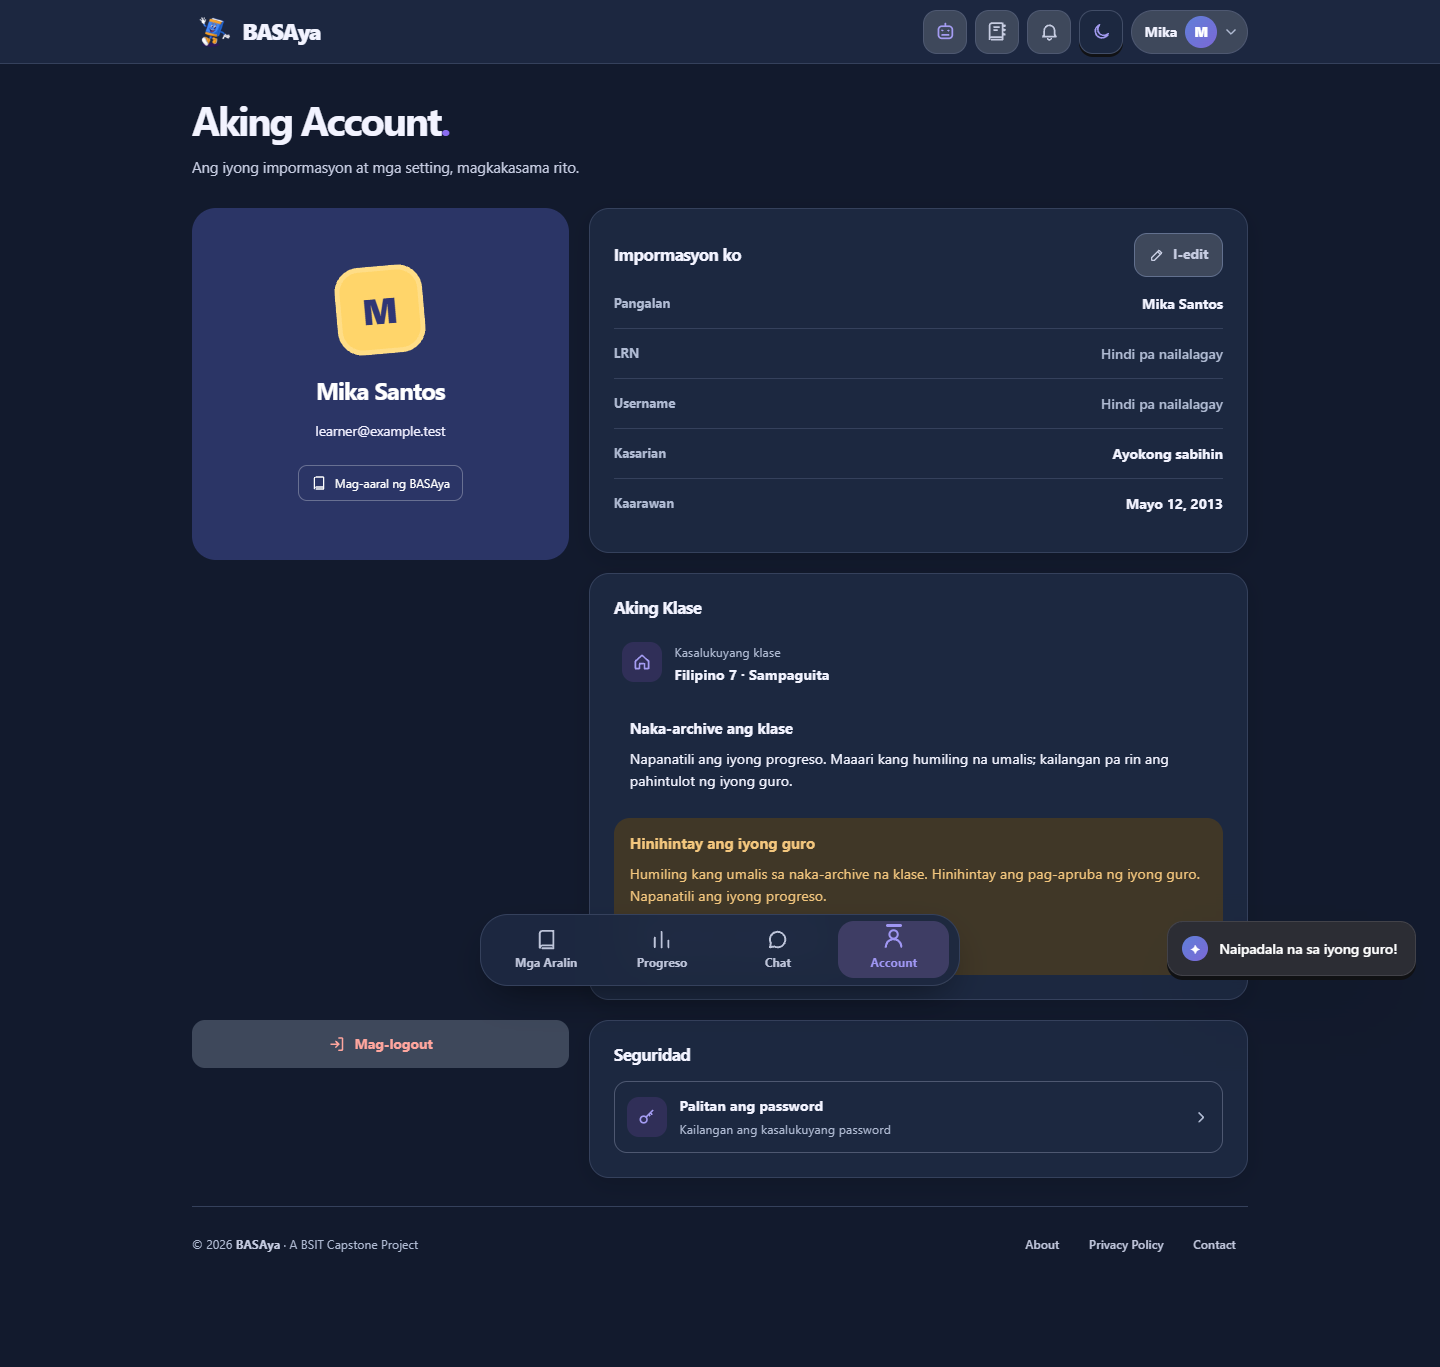 BASAya
Mika M
Aking Account.
Ang iyong impormasyon at mga setting, magkakasama rito.
M
Mika Santos
learner@example.test
Mag-aaral ng BASAya
Impormasyon ko
I-edit
Pangalan Mika Santos
LRN Hindi pa nailalagay
Username Hindi pa nailalagay
Kasarian Ayokong sabihin
Kaarawan Mayo 12, 2013
Aking Klase
Kasalukuyang klase
Filipino 7 · Sampaguita
Naka-archive ang klase
Napanatili ang iyong progreso. Maaari kang humiling na umalis; kailangan pa rin ang
pahintulot ng iyong guro.
Hinihintay ang iyong guro
Humiling kang umalis sa naka-archive na klase. Hinihintay ang pag-apruba ng iyong guro.
Napanatili ang iyong progreso.
Mga Aralin
Progreso
Chat
Account
Naipadala na sa iyong guro!
Mag-logout
Seguridad
Palitan ang password
Kailangan ang kasalukuyang password
© 2026 BASAya · A BSIT Capstone Project
About
Privacy Policy
Contact